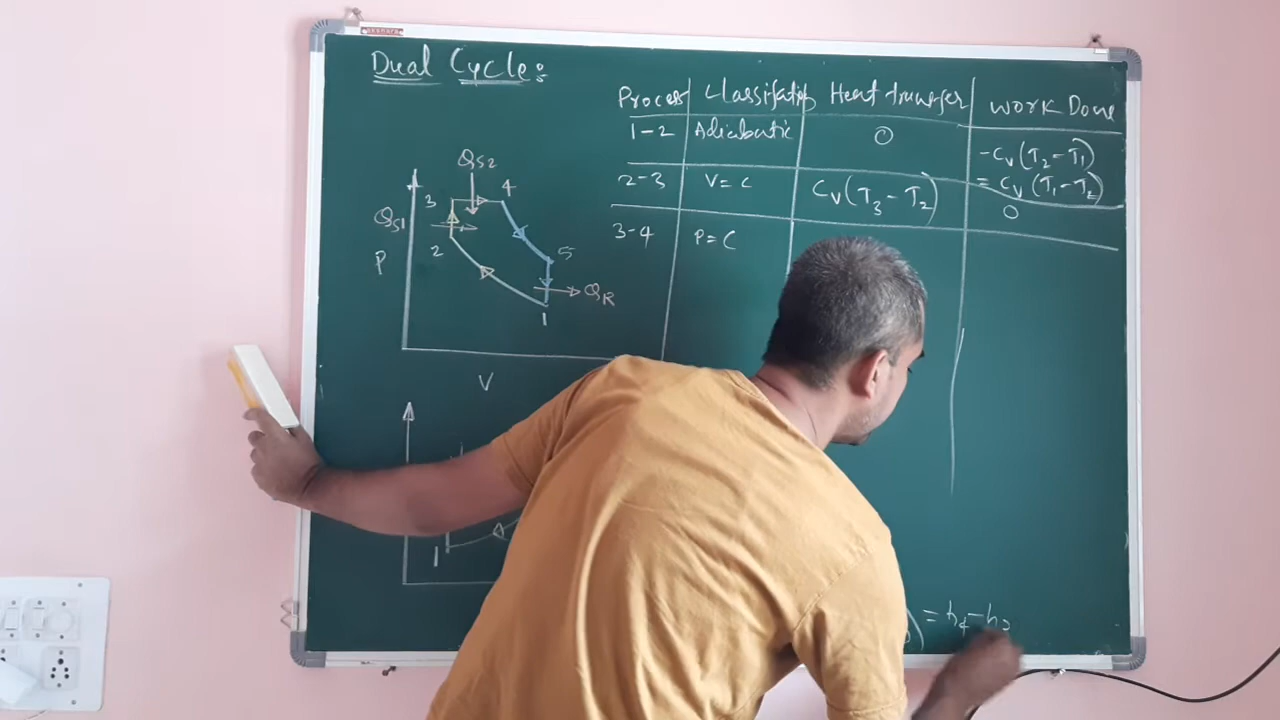 Dual Cycle:
Process Classifation Heat transfer Work Done
1-2 Adiabatic 0 -Cv(T2-T1)
= Cv(T1-T2)
2-3 V=C Cv(T3-T2) 0
3-4 P=C
QS2
3 4
QS1
2 5
P
QR
1
V
1
= h4-h3